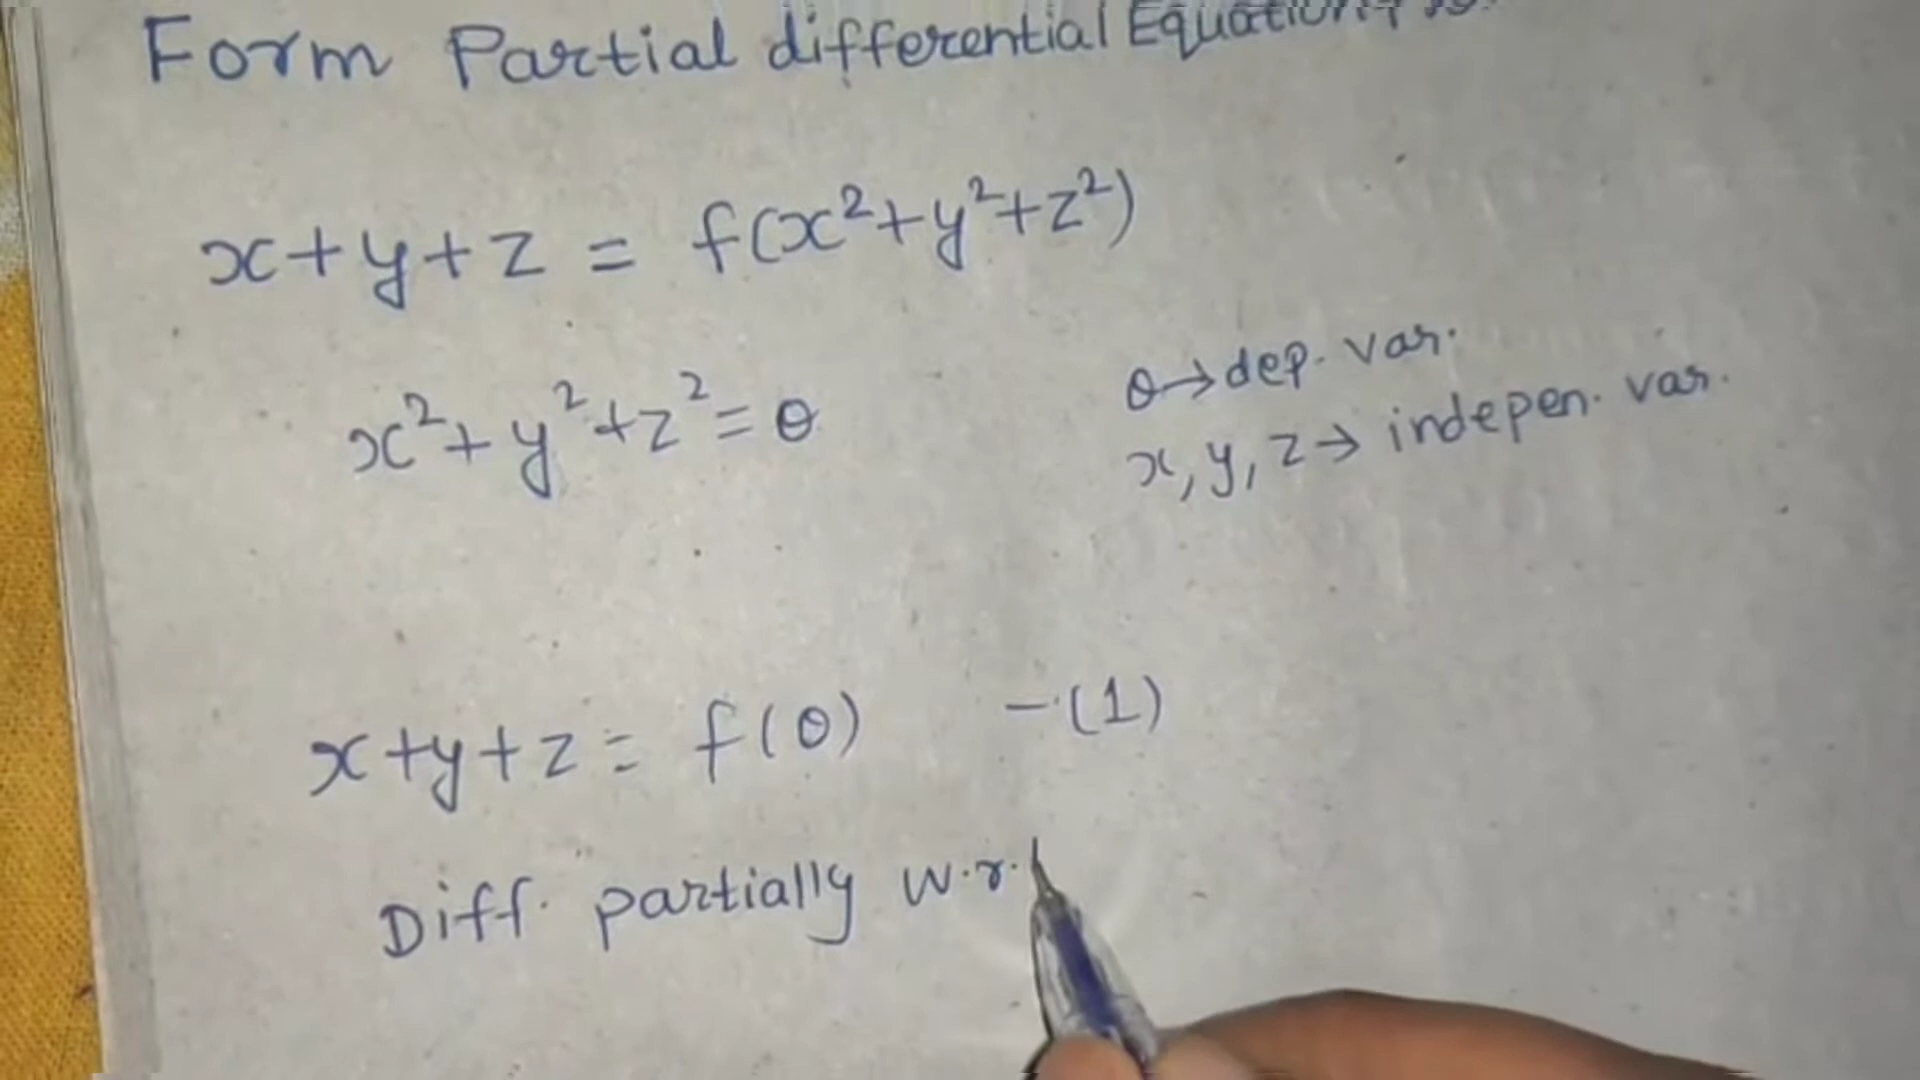 Form Partial differential Equation
x+y+z = f(x²+y²+z²)
x²+y²+z²=θ
θ→dep. var.
x,y,z→ indepen. var.
x+y+z= f(θ) -(1)
Diff. partially w.r.